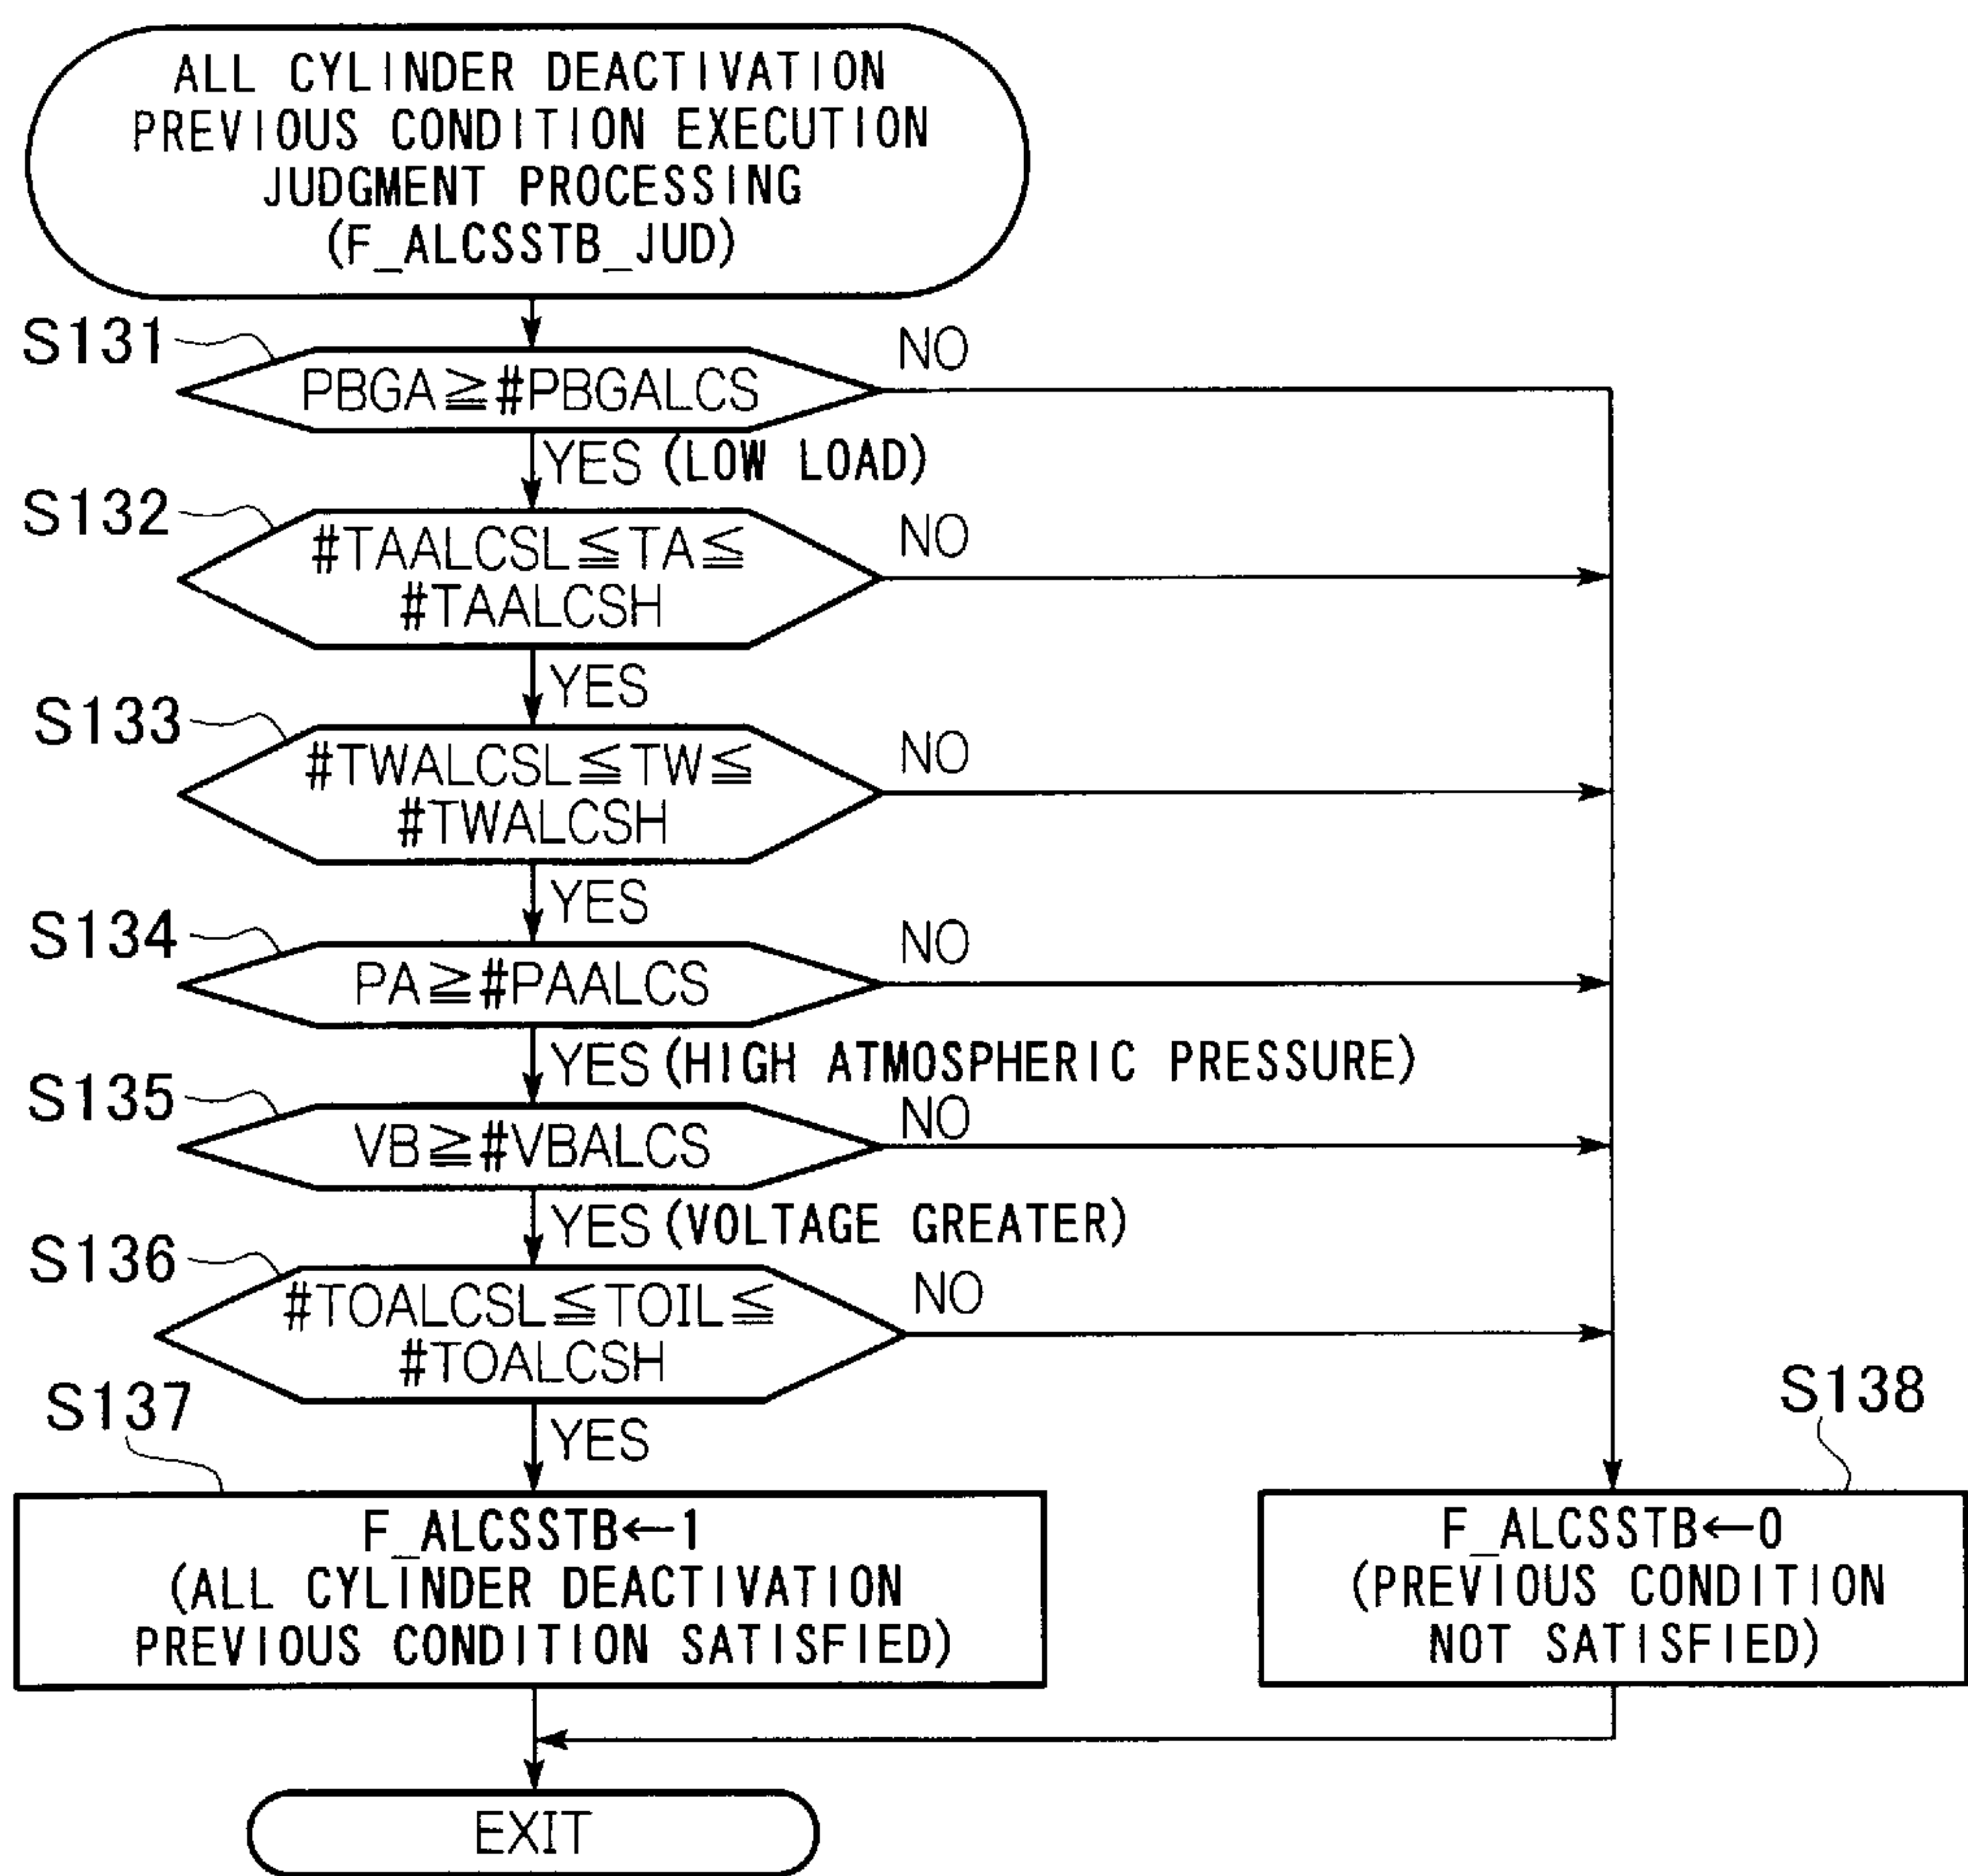 ALL CYLINDER DEACTIVATION
PREVIOUS CONDITION EXECUTION
JUDGMENT PROCESSING
(F_ALCSSTB_JUD)
S131
PBGA≧#PBGALCS
NO
YES (LOW LOAD)
S132
#TAALCSL≦TA≦
#TAALCSH
NO
YES
S133
#TWALCSL≦TW≦
#TWALCSH
NO
YES
S134
PA≧#PAALCS
NO
YES (HIGH ATMOSPHERIC PRESSURE)
S135
VB≧#VBALCS
NO
YES (VOLTAGE GREATER)
S136
#TOALCSL≦TOIL≦
#TOALCSH
NO
YES
S137
F_ALCSSTB←1
(ALL CYLINDER DEACTIVATION
PREVIOUS CONDITION SATISFIED)
S138
F_ALCSSTB←0
(PREVIOUS CONDITION
NOT SATISFIED)
EXIT